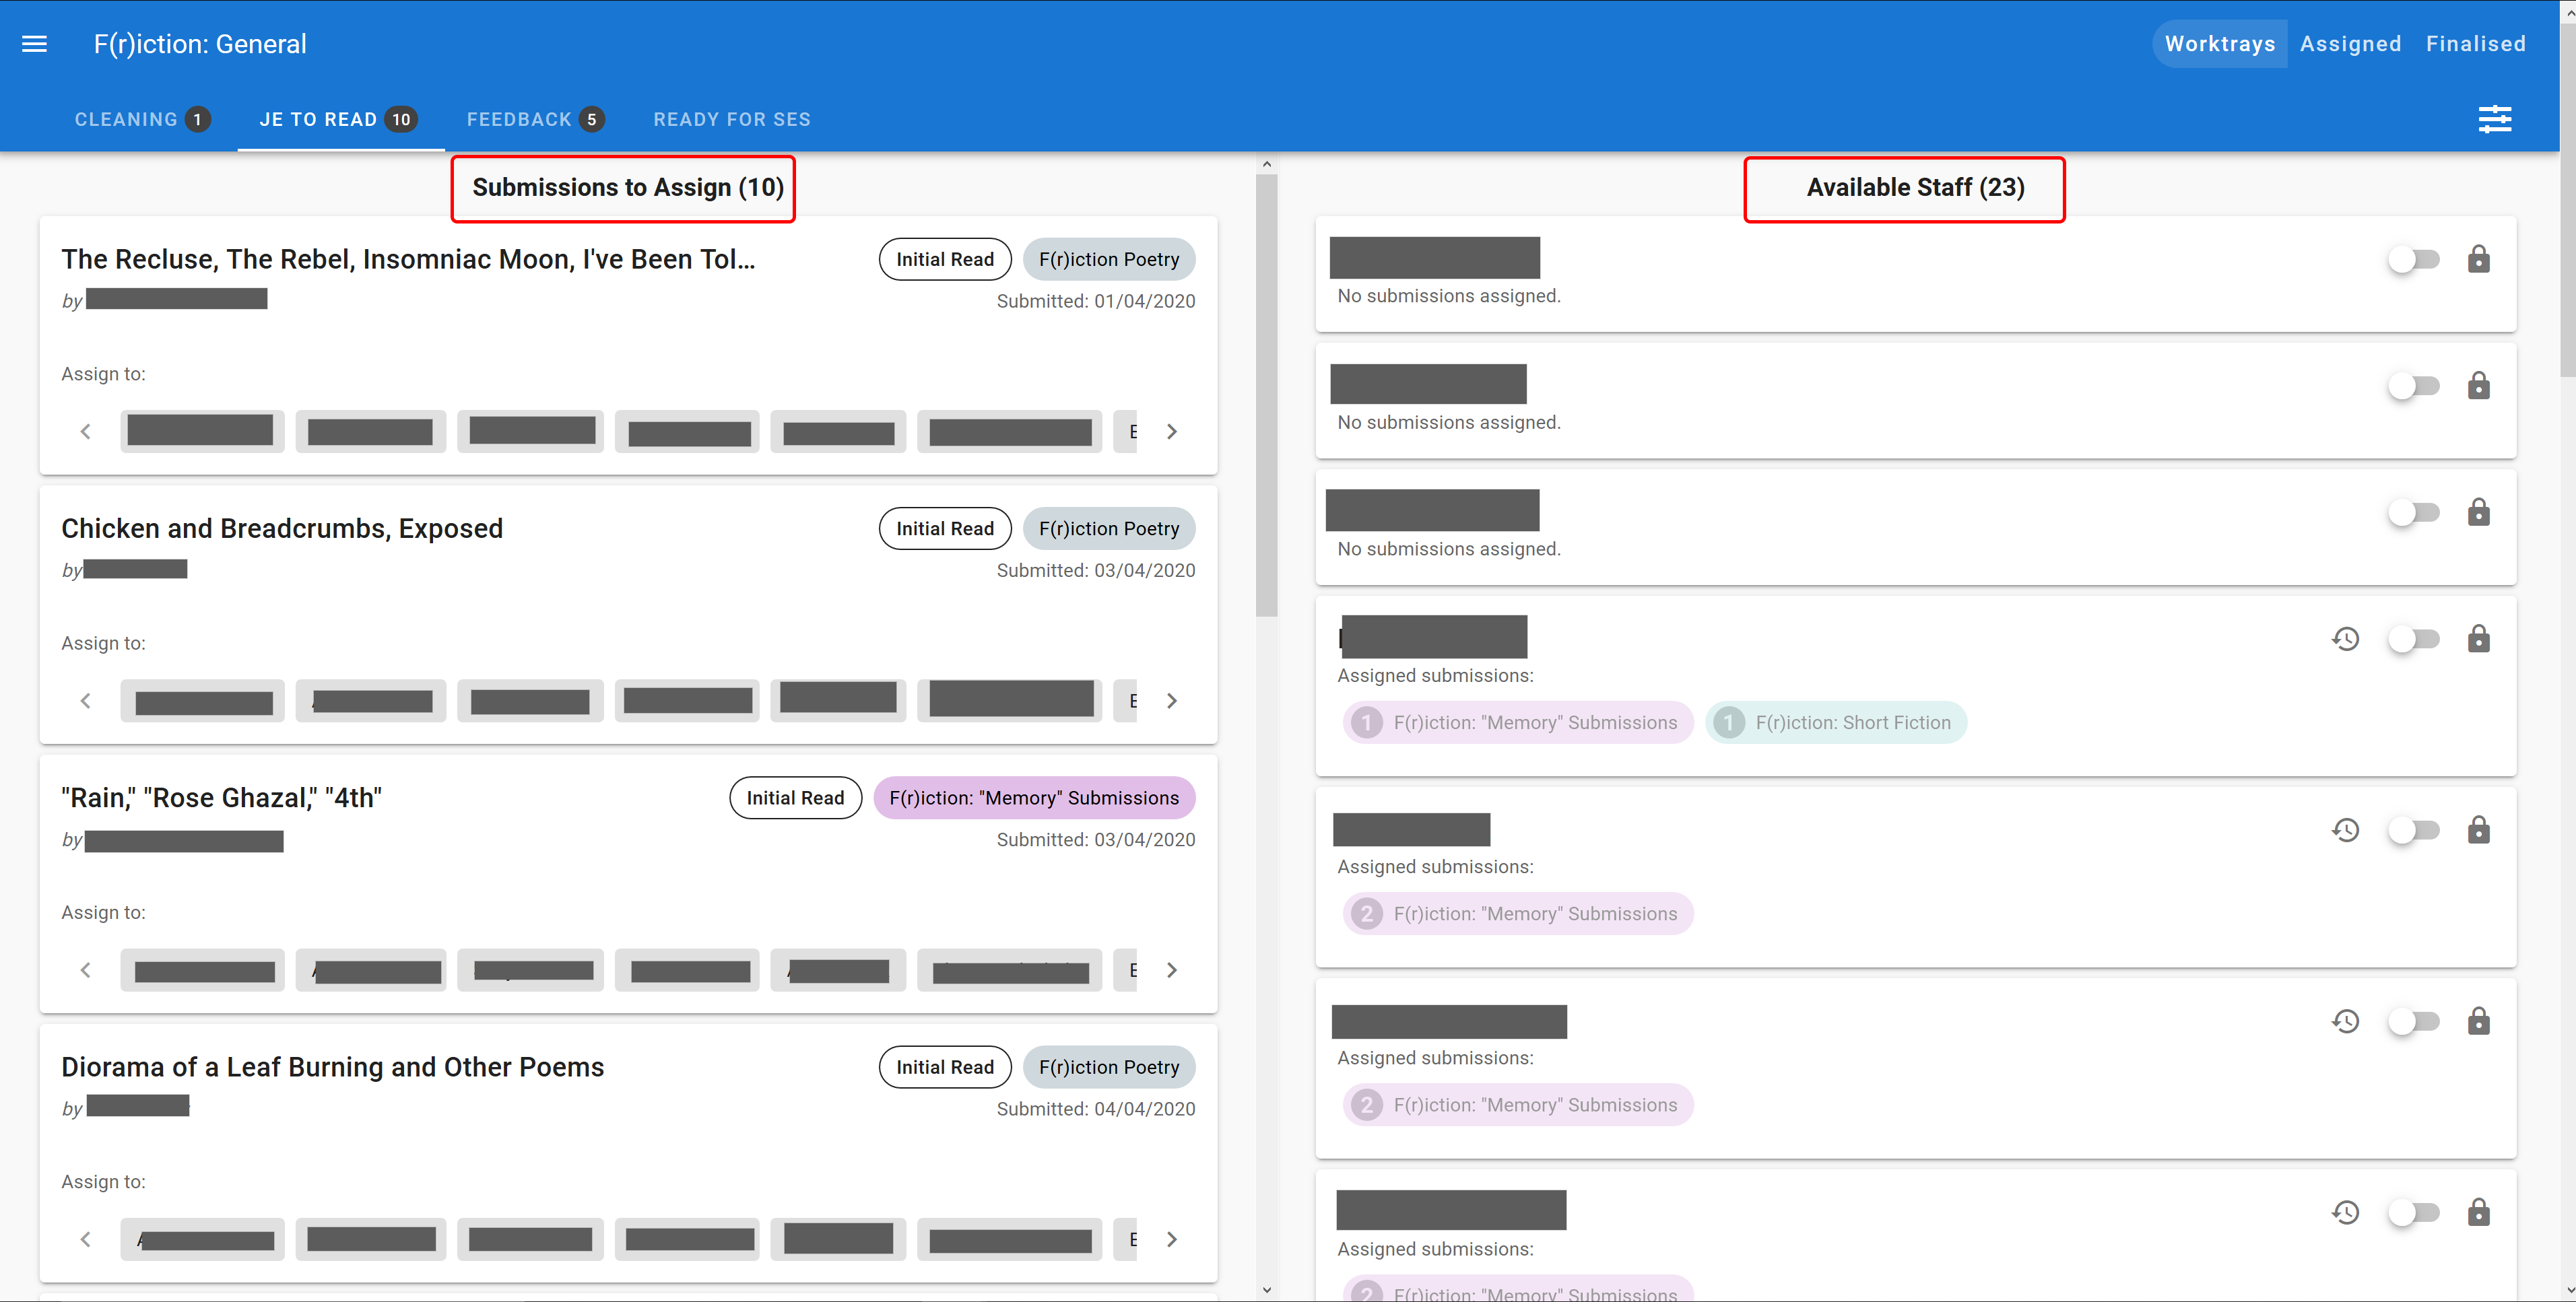 F(r)iction: General
Worktrays Assigned Finalised
CLEANING 1 JE TO READ 10 FEEDBACK 5 READY FOR SES
Submissions to Assign (10)
The Recluse, The Rebel, Insomniac Moon, I've Been Tol...
Initial Read F(r)iction Poetry
by
Submitted: 01/04/2020
Assign to:
E
Chicken and Breadcrumbs, Exposed
Initial Read F(r)iction Poetry
by
Submitted: 03/04/2020
Assign to:
E
"Rain," "Rose Ghazal," "4th"
Initial Read F(r)iction: "Memory" Submissions
by
Submitted: 03/04/2020
Assign to:
E
Diorama of a Leaf Burning and Other Poems
Initial Read F(r)iction Poetry
by
Submitted: 04/04/2020
Assign to:
E
Available Staff (23)
No submissions assigned.
No submissions assigned.
No submissions assigned.
Assigned submissions:
1 F(r)iction: "Memory" Submissions 1 F(r)iction: Short Fiction
Assigned submissions:
2 F(r)iction: "Memory" Submissions
Assigned submissions:
2 F(r)iction: "Memory" Submissions
Assigned submissions:
2 F(r)iction: "Memory" Submissions